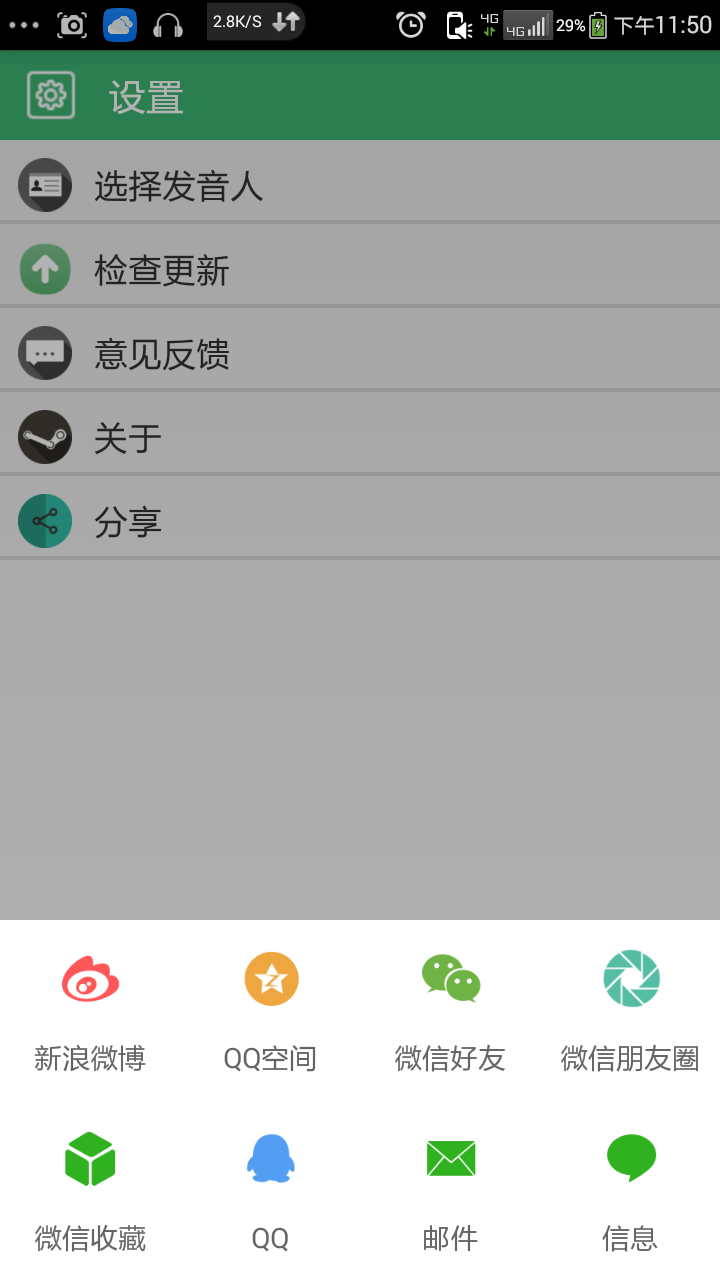 2.8K/S 4G 4G 29% 下午11:50
设置
选择发音人
检查更新
意见反馈
关于
分享
新浪微博 QQ空间 微信好友 微信朋友圈
微信收藏 QQ 邮件 信息